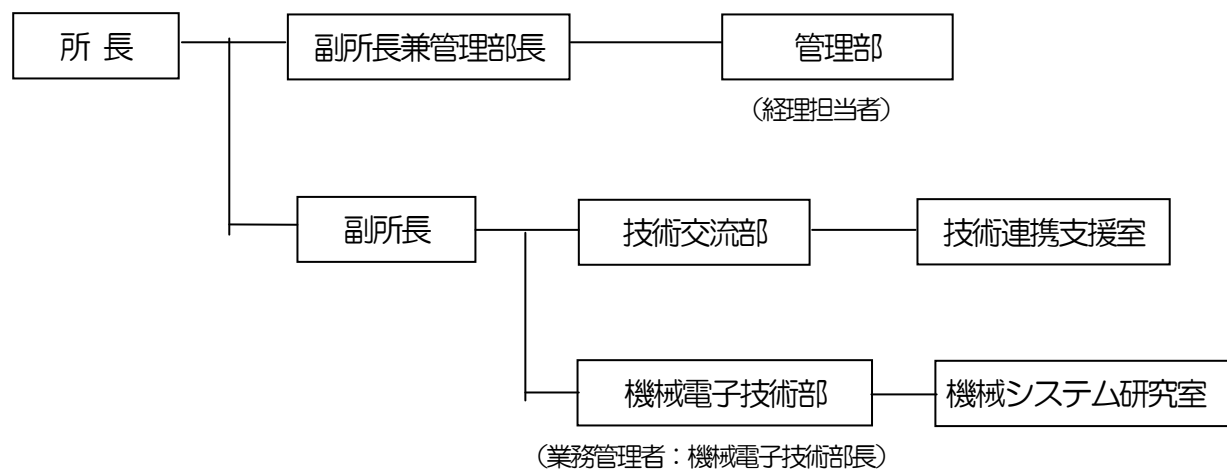 所 長
副所長兼管理部長
管理部
（経理担当者）
副所長
技術交流部
技術連携支援室
機械電子技術部
機械システム研究室
（業務管理者：機械電子技術部長）